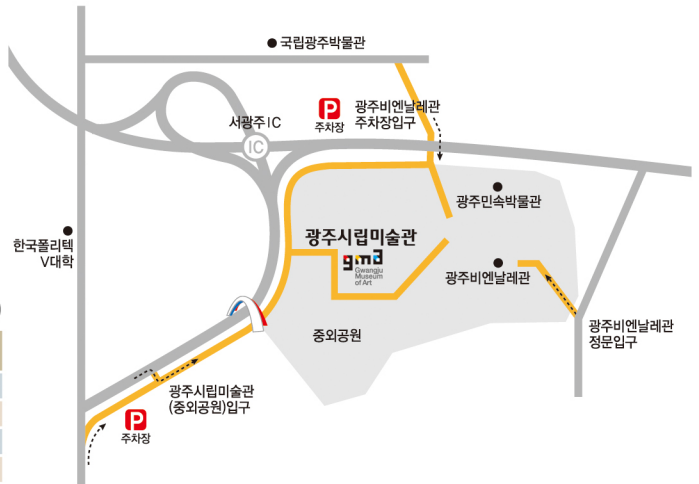 국립광주박물관
서광주IC
IC
P
주차장
광주비엔날레관
주차장입구
광주민속박물관
한국폴리텍
V대학
광주시립미술관
gma
Gwangju
Museum
of Art
광주비엔날레관
중외공원
광주비엔날레관
정문입구
광주시립미술관
(중외공원)입구
P
주차장